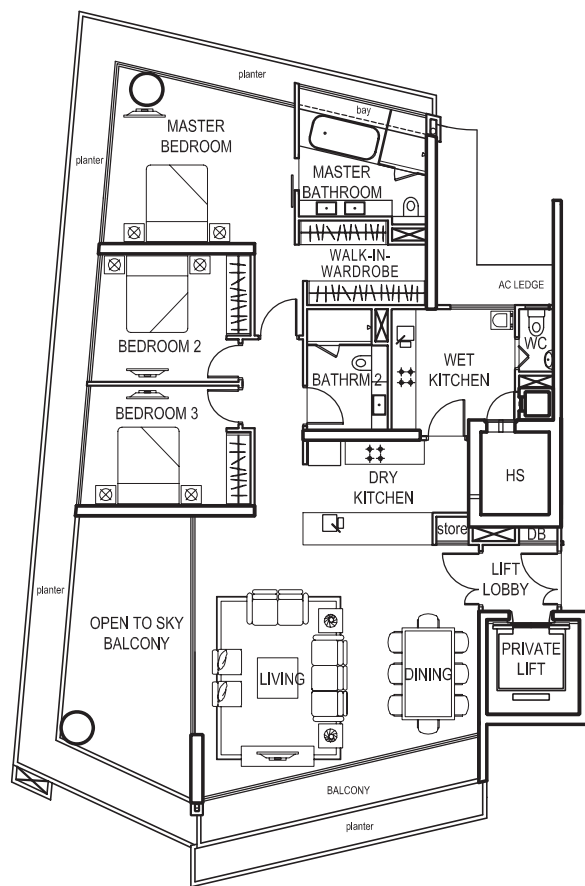 planter
bay
MASTER
BEDROOM
planter
MASTER
BATHROOM
WALK-IN-
WARDROBE
AC LEDGE
BEDROOM 2
WC
WET
KITCHEN
BATHRM 2
BEDROOM 3
DRY
KITCHEN
HS
store
DB
LIFT
LOBBY
planter
OPEN TO SKY
BALCONY
PRIVATE
LIFT
LIVING
DINING
BALCONY
planter